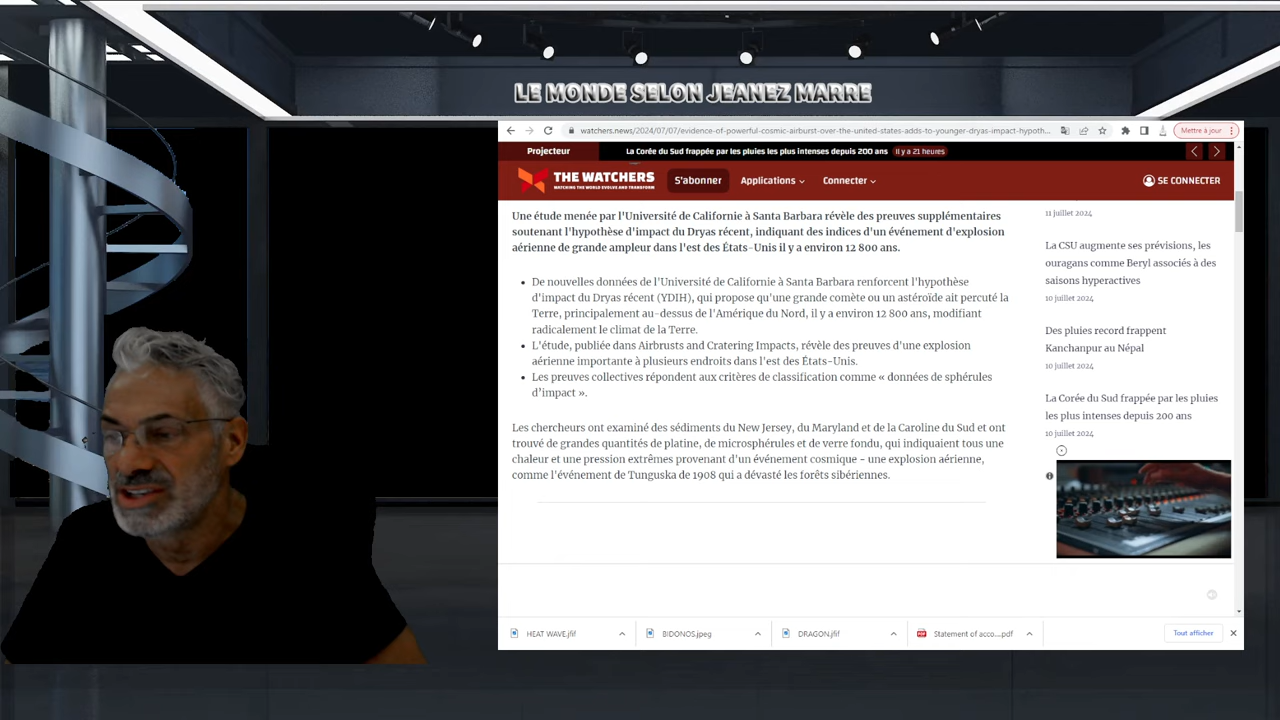 LE MONDE SELON JEANEZ MARRE
watchers.news/2024/07/07/evidence-of-powerful-cosmic-airburst-over-the-united-states-adds-to-younger-dryas-impact-hypoth...
Mettre à jour
Projecteur
La Corée du Sud frappée par les pluies les plus intenses depuis 200 ans
Il y a 21 heures
THE WATCHERS
WATCHING THE WORLD EVOLVE AND TRANSFORM
S'abonner
Applications
Connecter
SE CONNECTER
Une étude menée par l'Université de Californie à Santa Barbara révèle des preuves supplémentaires
soutenant l'hypothèse d'impact du Dryas récent, indiquant des indices d'un événement d'explosion
aérienne de grande ampleur dans l'est des États-Unis il y a environ 12 800 ans.
• De nouvelles données de l'Université de Californie à Santa Barbara renforcent l'hypothèse
d'impact du Dryas récent (YDIH), qui propose qu'une grande comète ou un astéroïde ait percuté la
Terre, principalement au-dessus de l'Amérique du Nord, il y a environ 12 800 ans, modifiant
radicalement le climat de la Terre.
• L'étude, publiée dans Airbrusts and Cratering Impacts, révèle des preuves d'une explosion
aérienne importante à plusieurs endroits dans l'est des États-Unis.
• Les preuves collectives répondent aux critères de classification comme « données de sphérules
d'impact ».
Les chercheurs ont examiné des sédiments du New Jersey, du Maryland et de la Caroline du Sud et ont
trouvé de grandes quantités de platine, de microsphérules et de verre fondu, qui indiquaient tous une
chaleur et une pression extrêmes provenant d'un événement cosmique - une explosion aérienne,
comme l'événement de Tunguska de 1908 qui a dévasté les forêts sibériennes.
11 juillet 2024
La CSU augmente ses prévisions, les
ouragans comme Beryl associés à des
saisons hyperactives
10 juillet 2024
Des pluies record frappent
Kanchanpur au Népal
10 juillet 2024
La Corée du Sud frappée par les pluies
les plus intenses depuis 200 ans
10 juillet 2024
HEAT WAVE.jfif
BIDONOS.jpeg
DRAGON.jfif
Statement of acco....pdf
Tout afficher